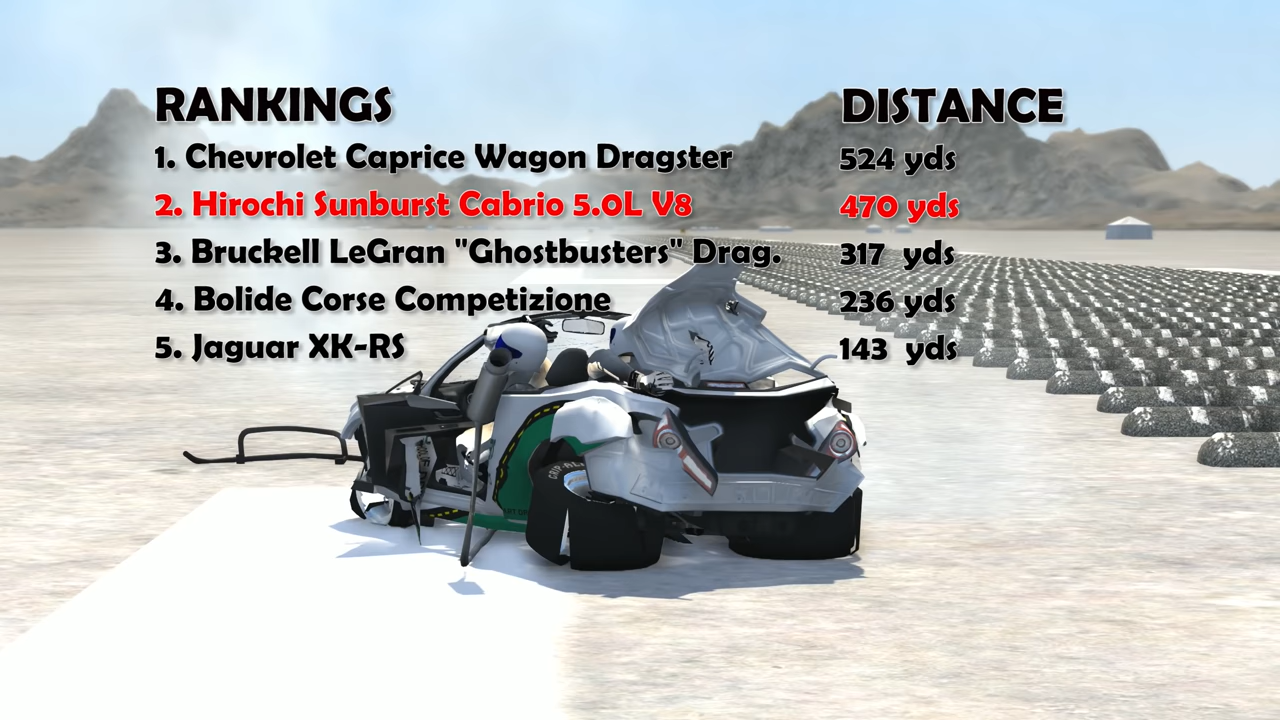 RANKINGS DISTANCE
1. Chevrolet Caprice Wagon Dragster 524 yds
2. Hirochi Sunburst Cabrio 5.0L V8 470 yds
3. Bruckell LeGran "Ghostbusters" Drag. 317 yds
4. Bolide Corse Competizione 236 yds
5. Jaguar XK-RS 143 yds